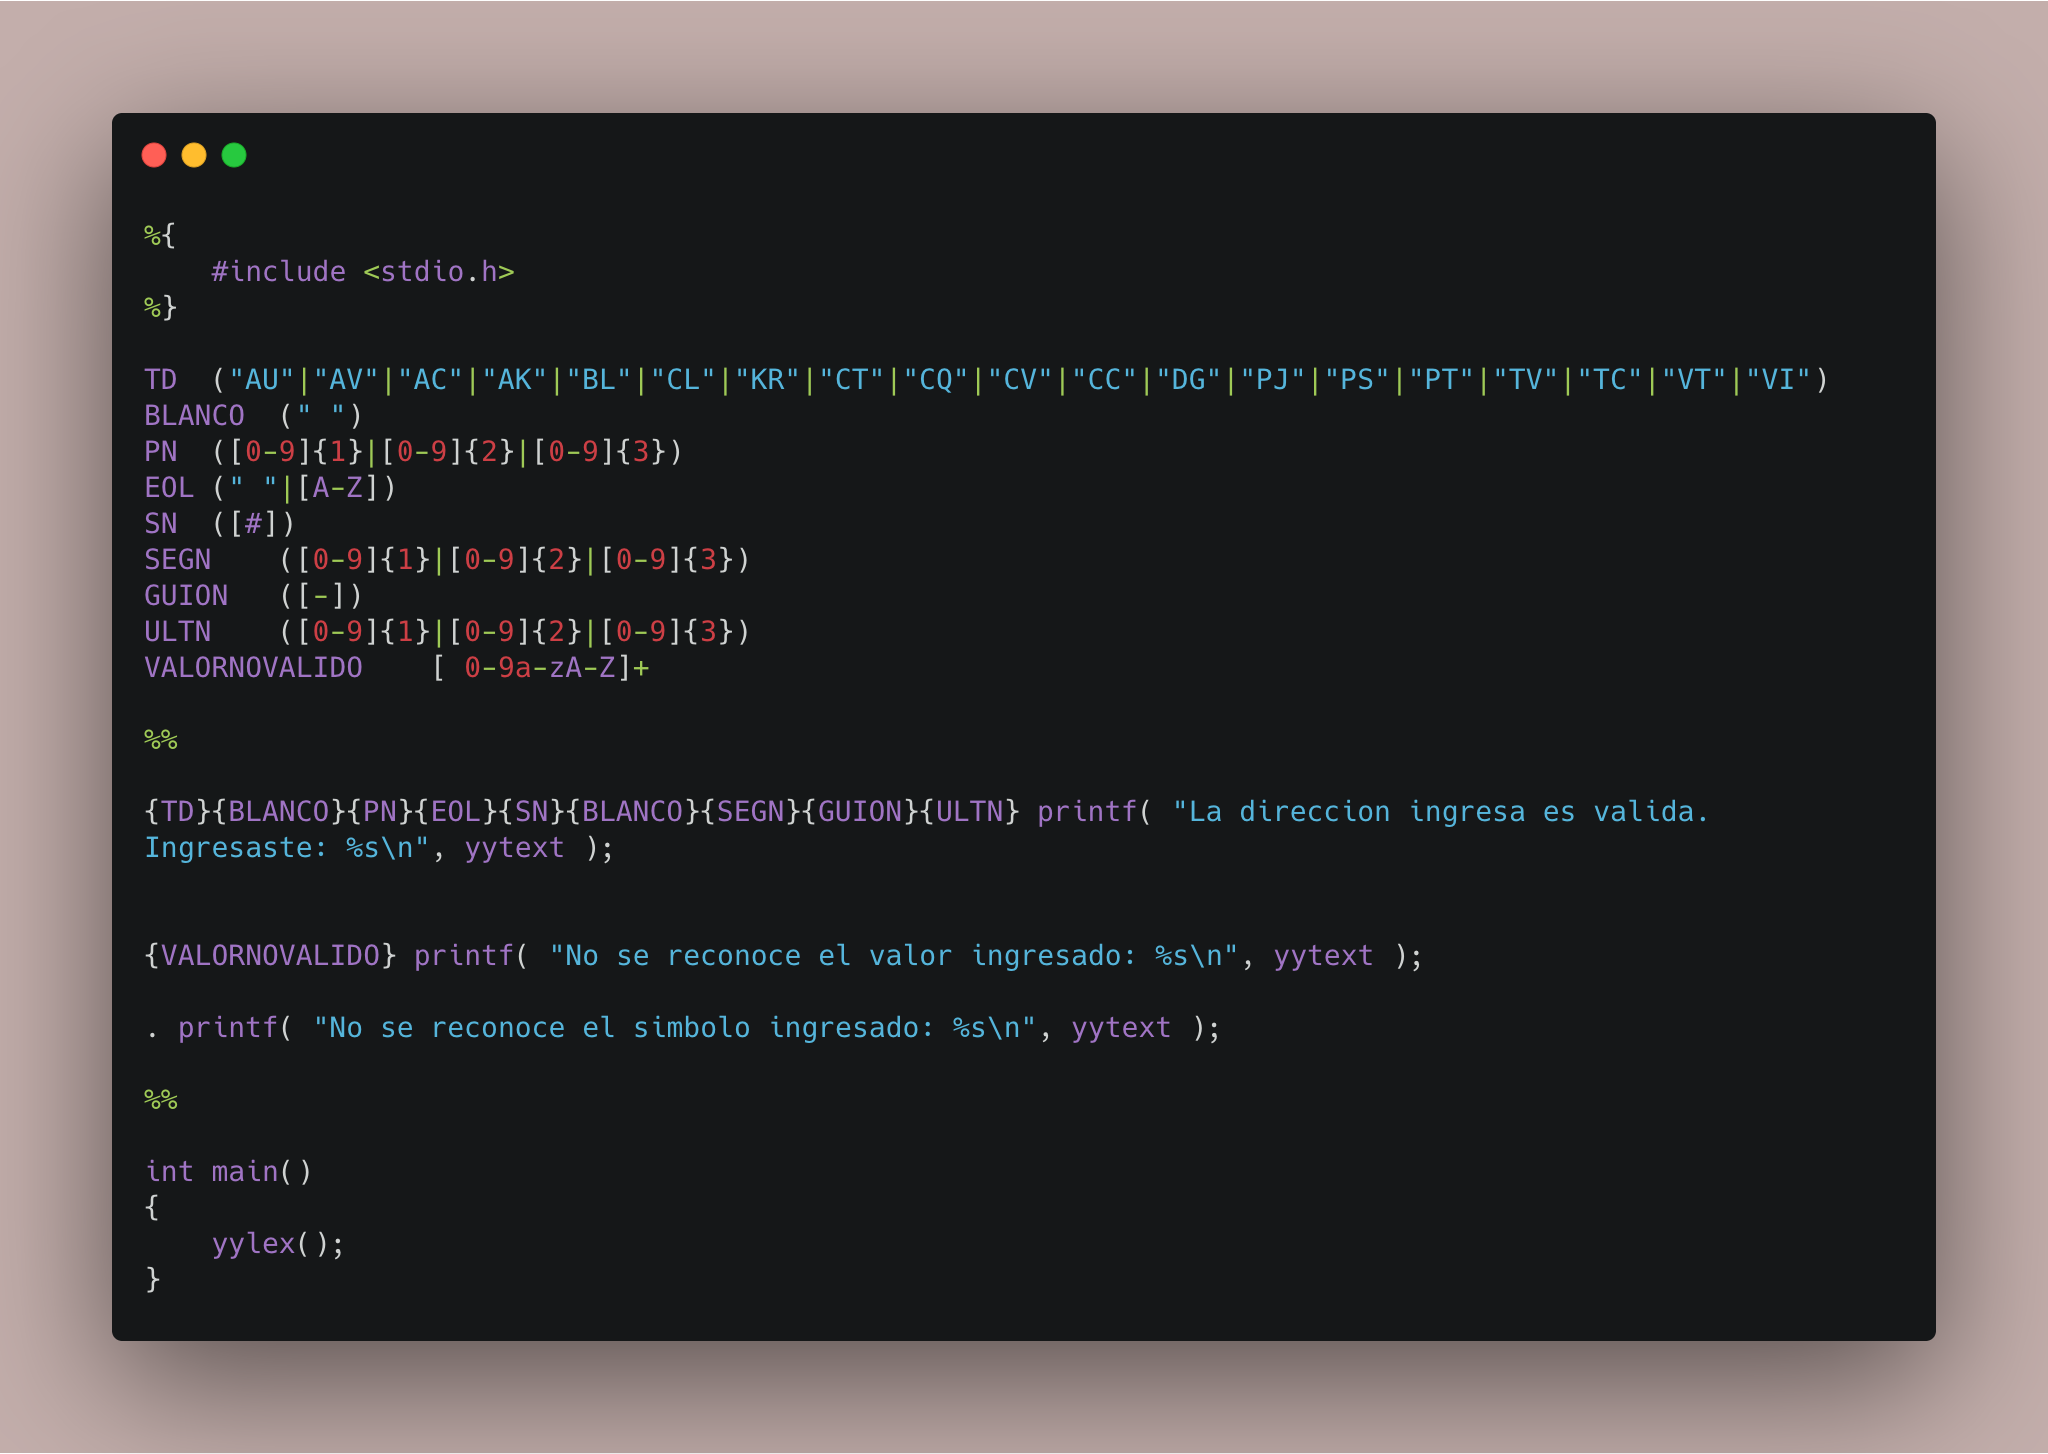 %{
    #include <stdio.h>
%}
TD  ("AU"|"AV"|"AC"|"AK"|"BL"|"CL"|"KR"|"CT"|"CQ"|"CV"|"CC"|"DG"|"PJ"|"PS"|"PT"|"TV"|"TC"|"VT"|"VI")
BLANCO  (" ")
PN  ([0-9]{1}|[0-9]{2}|[0-9]{3})
EOL (" "|[A-Z])
SN  ([#])
SEGN    ([0-9]{1}|[0-9]{2}|[0-9]{3})
GUION   ([-])
ULTN    ([0-9]{1}|[0-9]{2}|[0-9]{3})
VALORNOVALIDO    [ 0-9a-zA-Z]+
%%
{TD}{BLANCO}{PN}{EOL}{SN}{BLANCO}{SEGN}{GUION}{ULTN} printf( "La direccion ingresa es valida.
Ingresaste: %s\n", yytext );
{VALORNOVALIDO} printf( "No se reconoce el valor ingresado: %s\n", yytext );
. printf( "No se reconoce el simbolo ingresado: %s\n", yytext );
%%
int main()
{
    yylex();
}